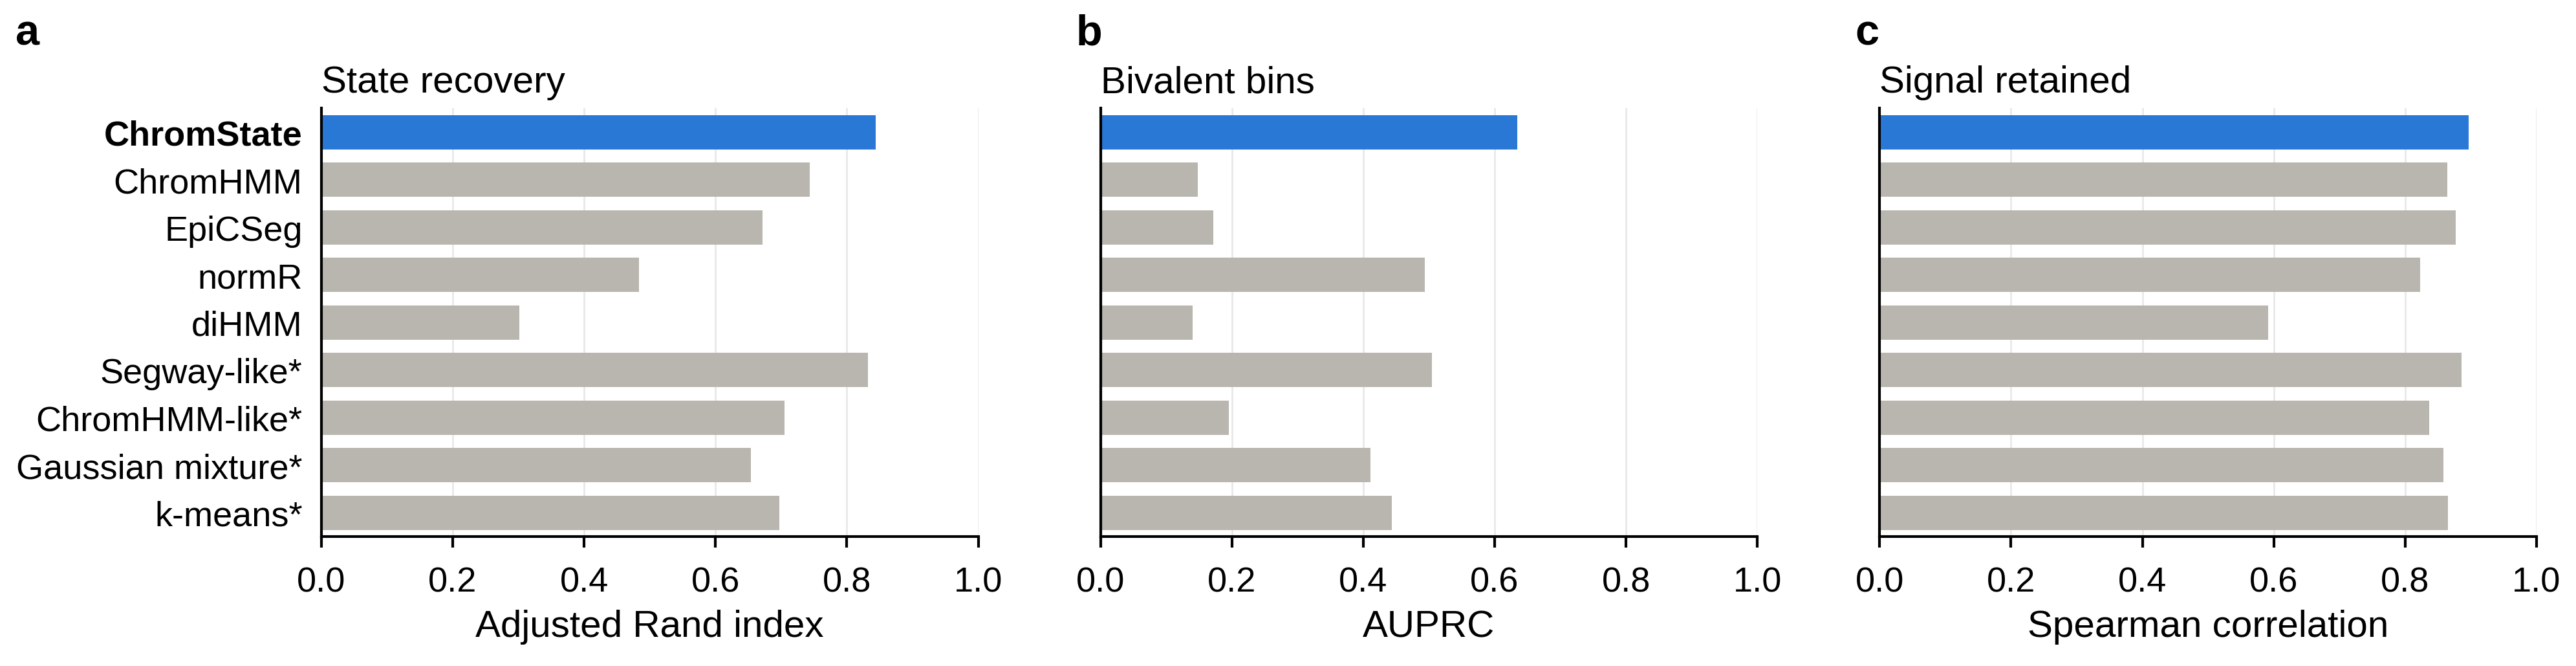 a
State recovery
ChromState
ChromHMM
EpiCSeg
normR
diHMM
Segway-like*
ChromHMM-like*
Gaussian mixture*
k-means*
0.0 0.2 0.4 0.6 0.8 1.0
Adjusted Rand index
b
Bivalent bins
0.0 0.2 0.4 0.6 0.8 1.0
AUPRC
c
Signal retained
0.0 0.2 0.4 0.6 0.8 1.0
Spearman correlation